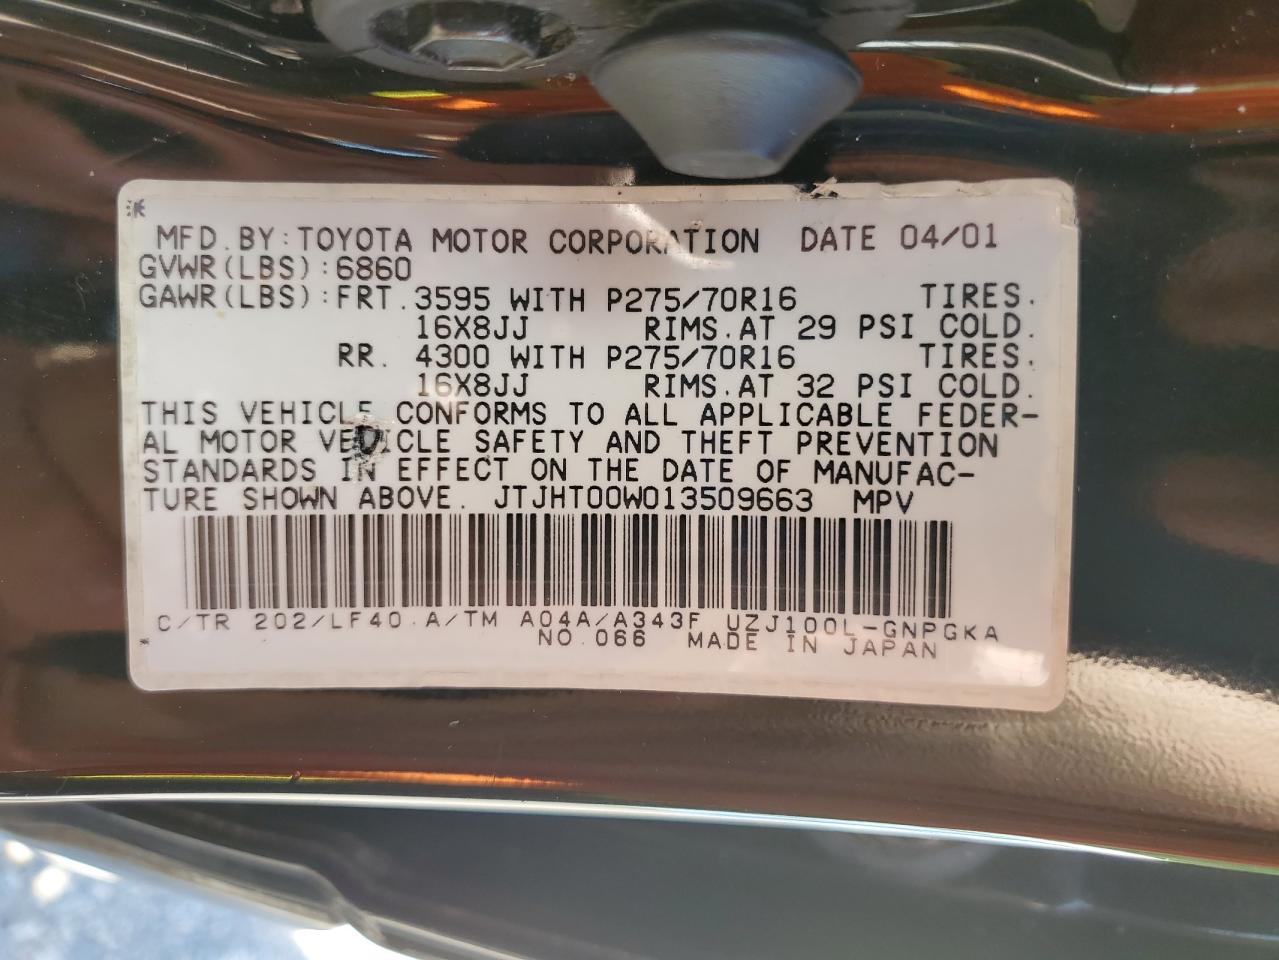 MFD.BY:TOYOTA MOTOR CORPORATION DATE 04/01
GVWR(LBS):6860
GAWR(LBS):FRT.3595 WITH P275/70R16 TIRES.
16X8JJ RIMS.AT 29 PSI COLD.
RR. 4300 WITH P275/70R16 TIRES.
16X8JJ RIMS.AT 32 PSI COLD.
THIS VEHICLE CONFORMS TO ALL APPLICABLE FEDER-
AL MOTOR VEHICLE SAFETY AND THEFT PREVENTION
STANDARDS IN EFFECT ON THE DATE OF MANUFAC-
TURE SHOWN ABOVE. JTJHT00W013509663 MPV
C/TR 202/LF40 A/TM A04A/A343F UZJ100L-GNPGKA
NO.066 MADE IN JAPAN